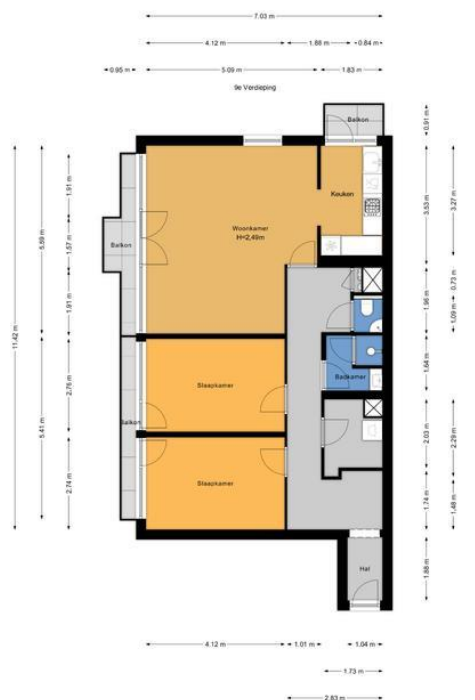 7.03 m
4.12 m 1.88 m 0.84 m
0.95 m 5.09 m 1.83 m
9e Verdieping
Balkon
0.91 m
Keuken
Woonkamer
H=2,49m
Balkon
Slaapkamer
Badkamer
Balkon
Slaapkamer
Hal
11.42 m
5.59 m
5.41 m
1.91 m
1.57 m
1.91 m
2.76 m
2.74 m
3.53 m
1.96 m
1.64 m
2.03 m
1.74 m
1.88 m
3.27 m
0.73 m
1.09 m
2.29 m
1.48 m
4.12 m 1.01 m 1.04 m
1.73 m
2.83 m